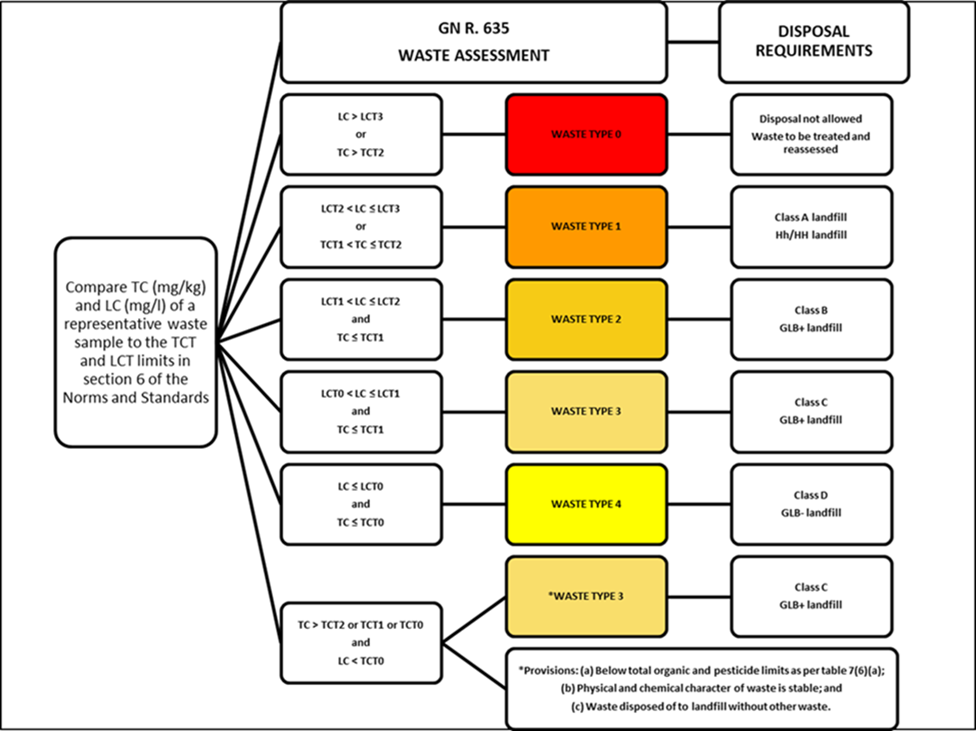 GN R. 635
WASTE ASSESSMENT
DISPOSAL
REQUIREMENTS
Compare TC (mg/kg)
and LC (mg/l) of a
representative waste
sample to the TCT
and LCT limits in
section 6 of the
Norms and Standards
LC > LCT3
or
TC > TCT2
WASTE TYPE 0
Disposal not allowed
Waste to be treated and
reassessed
LCT2 < LC ≤ LCT3
or
TCT1 < TC ≤ TCT2
WASTE TYPE 1
Class A landfill
Hh/HH landfill
LCT1 < LC ≤ LCT2
and
TC ≤ TCT1
WASTE TYPE 2
Class B
GLB+ landfill
LCT0 < LC ≤ LCT1
and
TC ≤ TCT1
WASTE TYPE 3
Class C
GLB+ landfill
LC ≤ LCT0
and
TC ≤ TCT0
WASTE TYPE 4
Class D
GLB- landfill
TC > TCT2 or TCT1 or TCT0
and
LC < TCT0
*WASTE TYPE 3
Class C
GLB+ landfill
*Provisions: (a) Below total organic and pesticide limits as per table 7(6)(a);
(b) Physical and chemical character of waste is stable; and
(c) Waste disposed of to landfill without other waste.